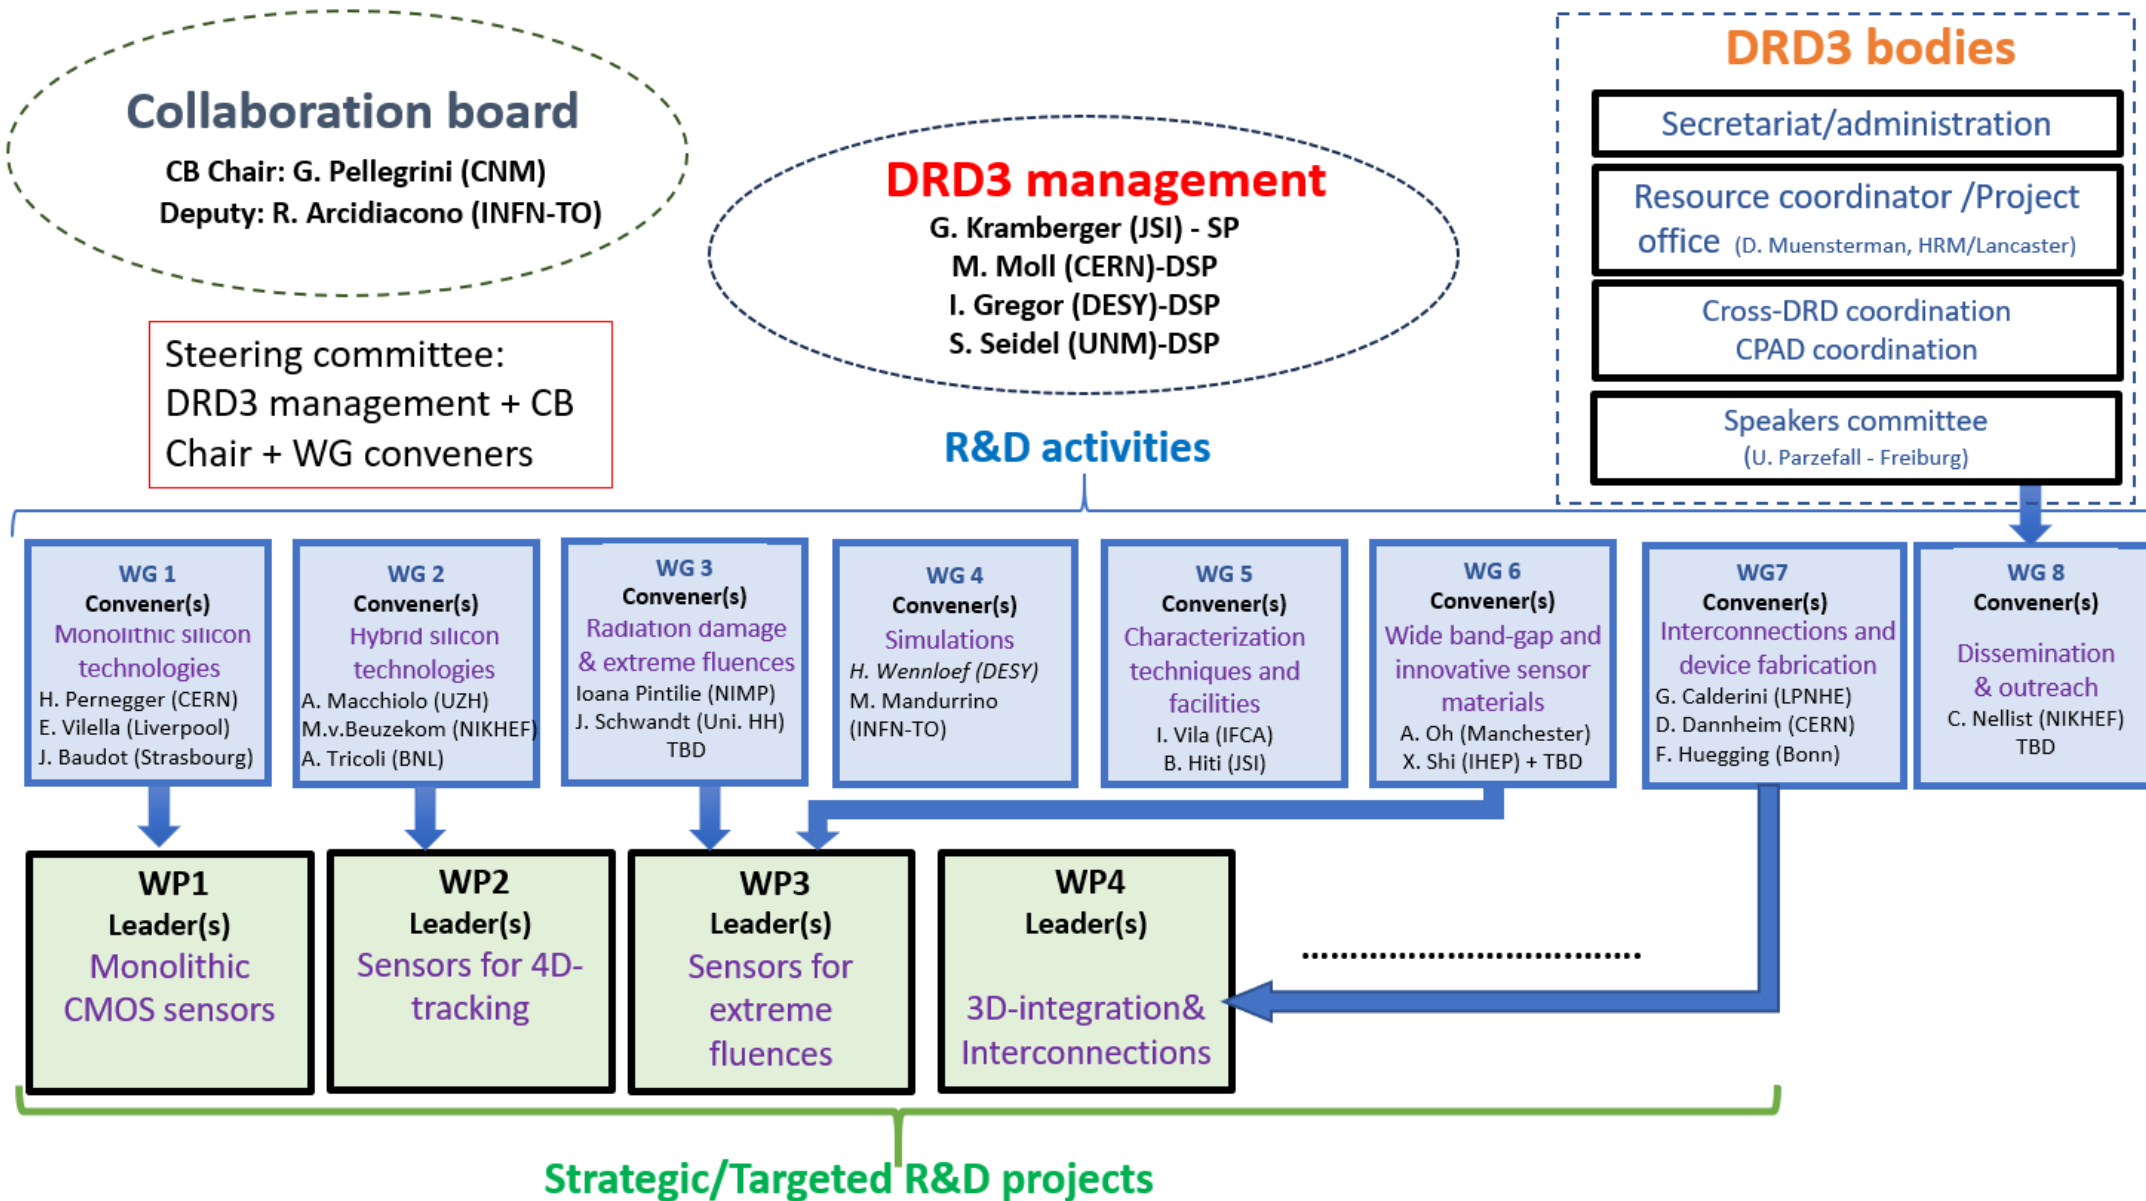 Collaboration board
CB Chair: G. Pellegrini (CNM)
Deputy: R. Arcidiacono (INFN-TO)
DRD3 management
G. Kramberger (JSI) - SP
M. Moll (CERN)-DSP
I. Gregor (DESY)-DSP
S. Seidel (UNM)-DSP
DRD3 bodies
Secretariat/administration
Resource coordinator /Project
office (D. Muensterman, HRM/Lancaster)
Cross-DRD coordination
CPAD coordination
Speakers committee
(U. Parzefall - Freiburg)
Steering committee:
DRD3 management + CB
Chair + WG conveners
R&D activities
WG 1
Convener(s)
Monolithic silicon
technologies
H. Pernegger (CERN)
E. Vilella (Liverpool)
J. Baudot (Strasbourg)
WG 2
Convener(s)
Hybrid silicon
technologies
A. Macchiolo (UZH)
M.v.Beuzekom (NIKHEF)
A. Tricoli (BNL)
WG 3
Convener(s)
Radiation damage
& extreme fluences
Ioana Pintilie (NIMP)
J. Schwandt (Uni. HH)
TBD
WG 4
Convener(s)
Simulations
H. Wennloef (DESY)
M. Mandurrino
(INFN-TO)
WG 5
Convener(s)
Characterization
techniques and
facilities
I. Vila (IFCA)
B. Hiti (JSI)
WG 6
Convener(s)
Wide band-gap and
innovative sensor
materials
A. Oh (Manchester)
X. Shi (IHEP) + TBD
WG7
Convener(s)
Interconnections and
device fabrication
G. Calderini (LPNHE)
D. Dannheim (CERN)
F. Huegging (Bonn)
WG 8
Convener(s)
Dissemination
& outreach
C. Nellist (NIKHEF)
TBD
WP1
Leader(s)
Monolithic
CMOS sensors
WP2
Leader(s)
Sensors for 4D-
tracking
WP3
Leader(s)
Sensors for
extreme
fluences
WP4
Leader(s)
3D-integration&
Interconnections
Strategic/Targeted R&D projects